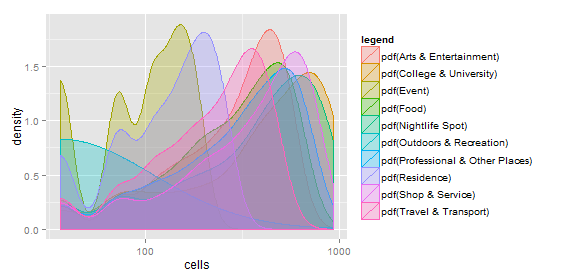 legend
pdf(Arts & Entertainment)
pdf(College & University)
pdf(Event)
pdf(Food)
pdf(Nightlife Spot)
pdf(Outdoors & Recreation)
pdf(Professional & Other Places)
pdf(Residence)
pdf(Shop & Service)
pdf(Travel & Transport)
density
1.5
1.0
0.5
0.0
100
1000
cells